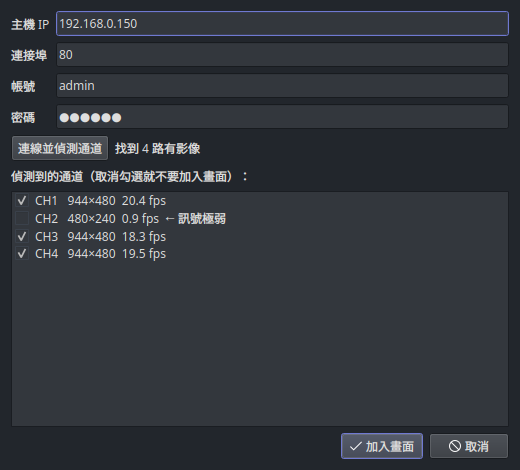 主機 IP 192.168.0.150
連接埠 80
帳號 admin
密碼 ●●●●●●
連線並偵測通道 找到 4 路有影像
偵測到的通道（取消勾選就不要加入畫面）：
CH1 944×480 20.4 fps
CH2 480×240 0.9 fps ←訊號極弱
CH3 944×480 18.3 fps
CH4 944×480 19.5 fps
加入畫面 取消